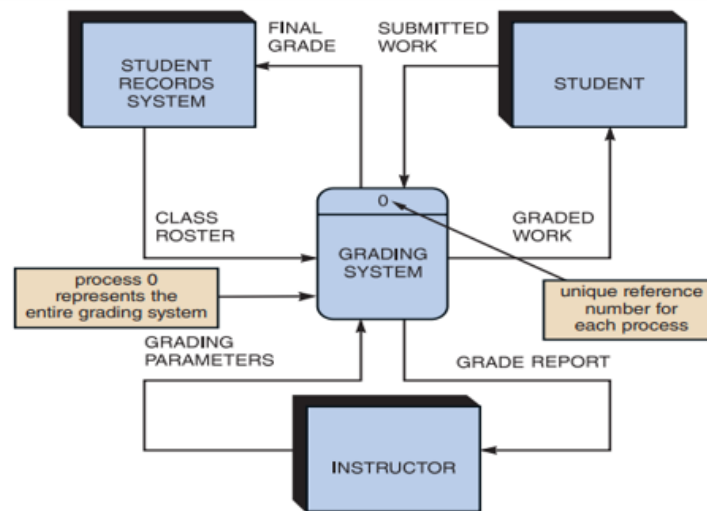 FINAL
GRADE
SUBMITTED
WORK
STUDENT
RECORDS
SYSTEM
STUDENT
0
CLASS
ROSTER
GRADING
SYSTEM
GRADED
WORK
process 0
represents the
entire grading system
unique reference
number for
each process
GRADING
PARAMETERS
GRADE REPORT
INSTRUCTOR